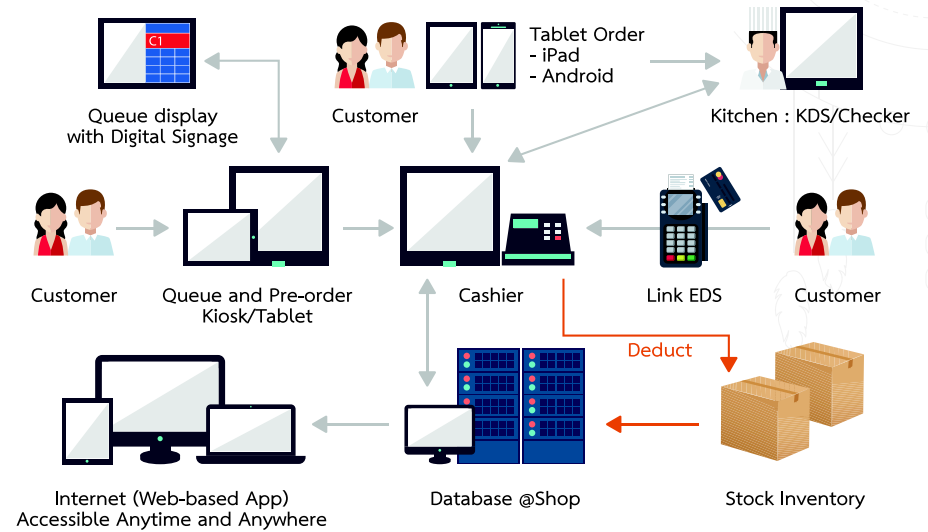 C1
Queue display
with Digital Signage
Customer
Tablet Order
- iPad
- Android
Kitchen : KDS/Checker
Customer
Queue and Pre-order
Kiosk/Tablet
Cashier
Link EDS
Customer
Deduct
Internet (Web-based App)
Accessible Anytime and Anywhere
Database @Shop
Stock Inventory